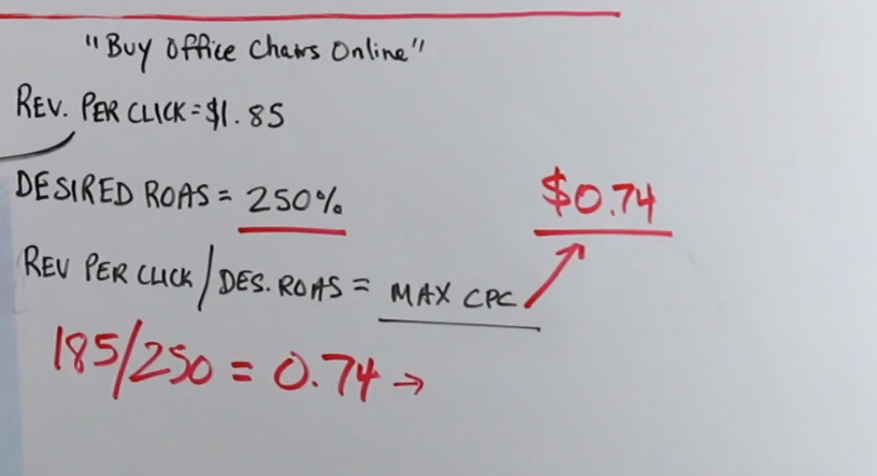 "Buy Office Chairs Online"
REV. PER CLICK = $1.85
DESIRED ROAS = 250%
$0.74
REV PER CLICK / DES. ROAS = MAX CPC
185/250 = 0.74 →